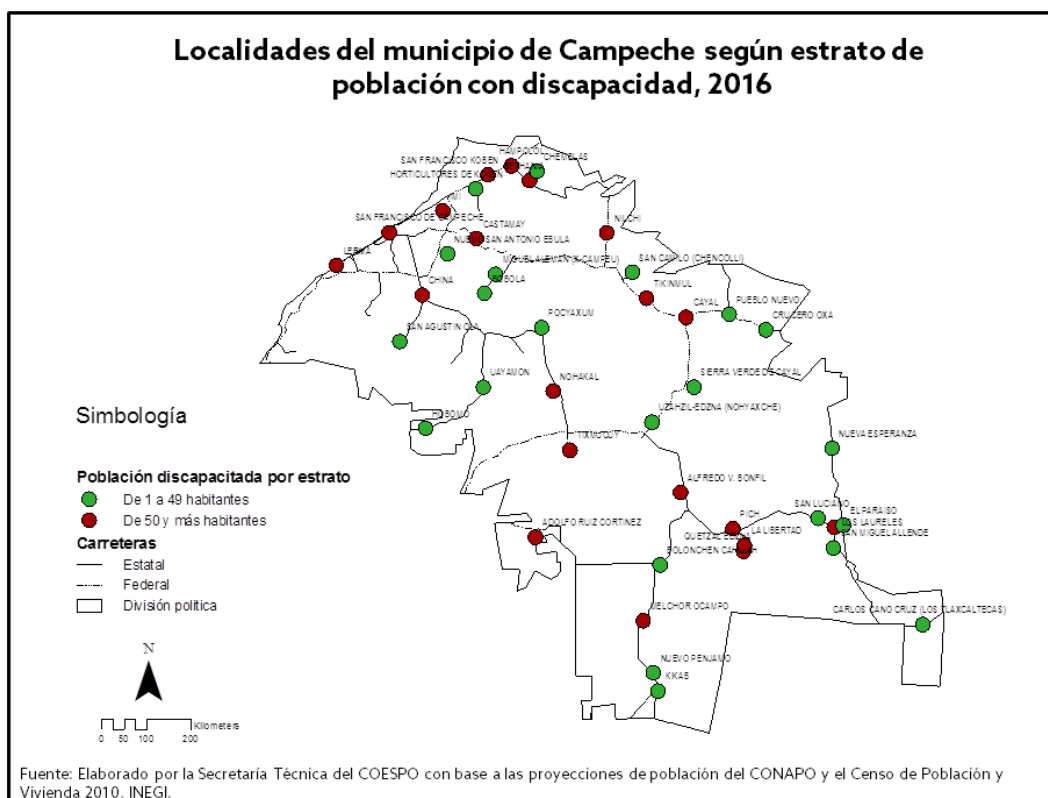 Localidades del municipio de Campeche según estrato de
población con discapacidad, 2016
HAMPOLOL
SAN FRANCISCO KOBEN
CHEMBLAS
HORTICULTORES DE KOBEN
IMI
SAN FRANCISCO DE CAMPECHE
CASTAMAY
NILCHI
NUEVO SAN ANTONIO EBULA
LERMA
MIGUEL ALEMAN (X-CAMPEU)
SAN CAMILO (CHENCOLLI)
BOBOLA
CHINA
TIKINMUL
CAYAL
PUEBLO NUEVO
CRUCERO OXA
POCYAXUM
SAN AGUSTIN OLA
UAYAMON
NOHAKAL
SIERRA VERDE DE CAYAL
HOBOMO
UZAHZIL-EDZNA (NOHYAXCHE)
TIXMUCUY
NUEVA ESPERANZA
ALFREDO V. BONFIL
SAN LUCIANO
EL PARAISO
PICH
LOS LAURELES
ADOLFO RUIZ CORTINEZ
LA LIBERTAD
SAN MIGUEL ALLENDE
QUETZAL EDZNA
BOLONCHEN CAHUICH
MELCHOR OCAMPO
CARLOS CANO CRUZ (LOS TLAXCALTECAS)
NUEVO PENJAMO
KIKAB
Simbología
Población discapacitada por estrato
De 1 a 49 habitantes
De 50 y más habitantes
Carreteras
Estatal
Federal
División politica
N
Kilometers
0 50 100 200
Fuente: Elaborado por la Secretaría Técnica del COESPO con base a las proyecciones de población del CONAPO y el Censo de Población y
Vivienda 2010. INEGI.